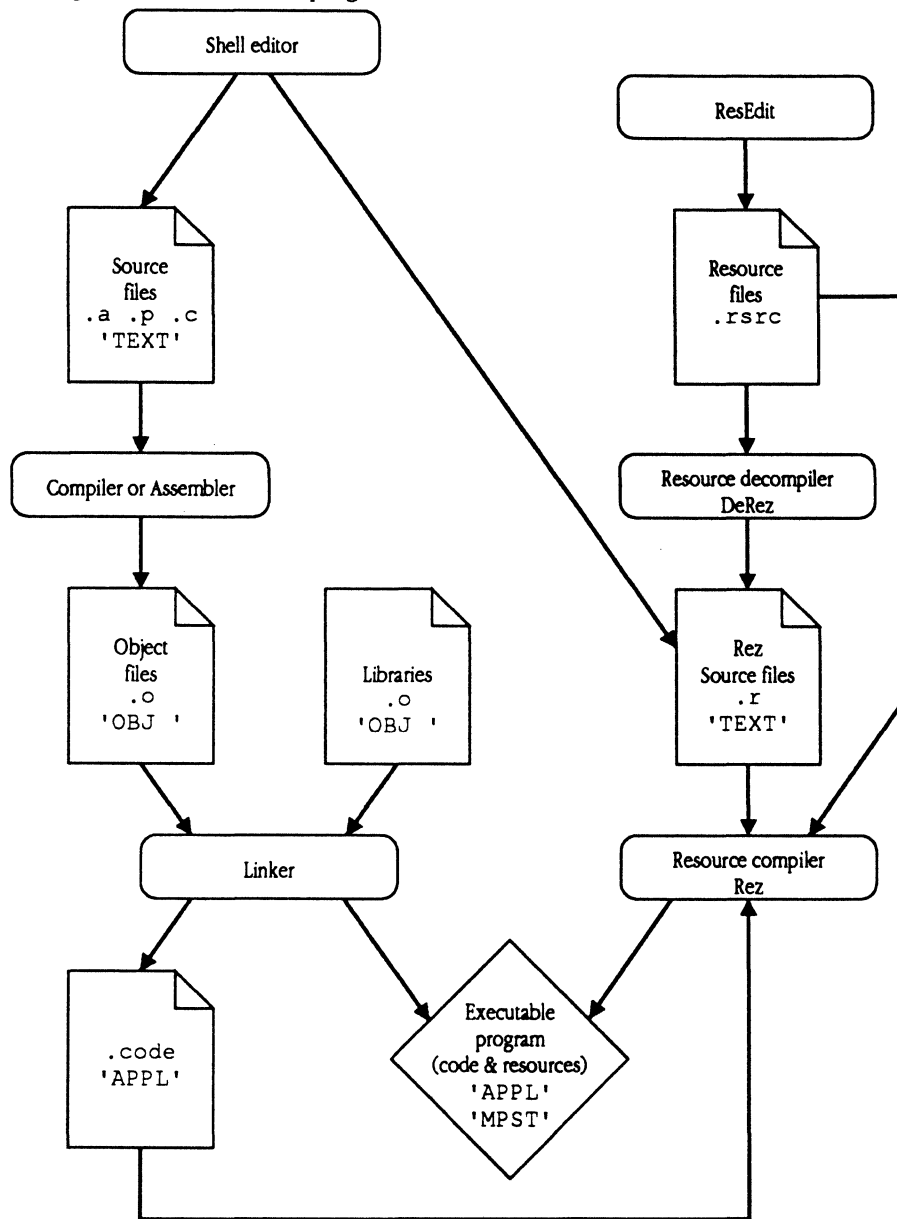 Shell editor
ResEdit
Source
files
.a .p .c
'TEXT'
Resource
files
.rsrc
Compiler or Assembler
Resource decompiler
DeRez
Object
files
.o
'OBJ '
Libraries
.o
'OBJ '
Rez
Source files
.r
'TEXT'
Linker
Resource compiler
Rez
.code
'APPL'
Executable
program
(code & resources)
'APPL'
'MPST'